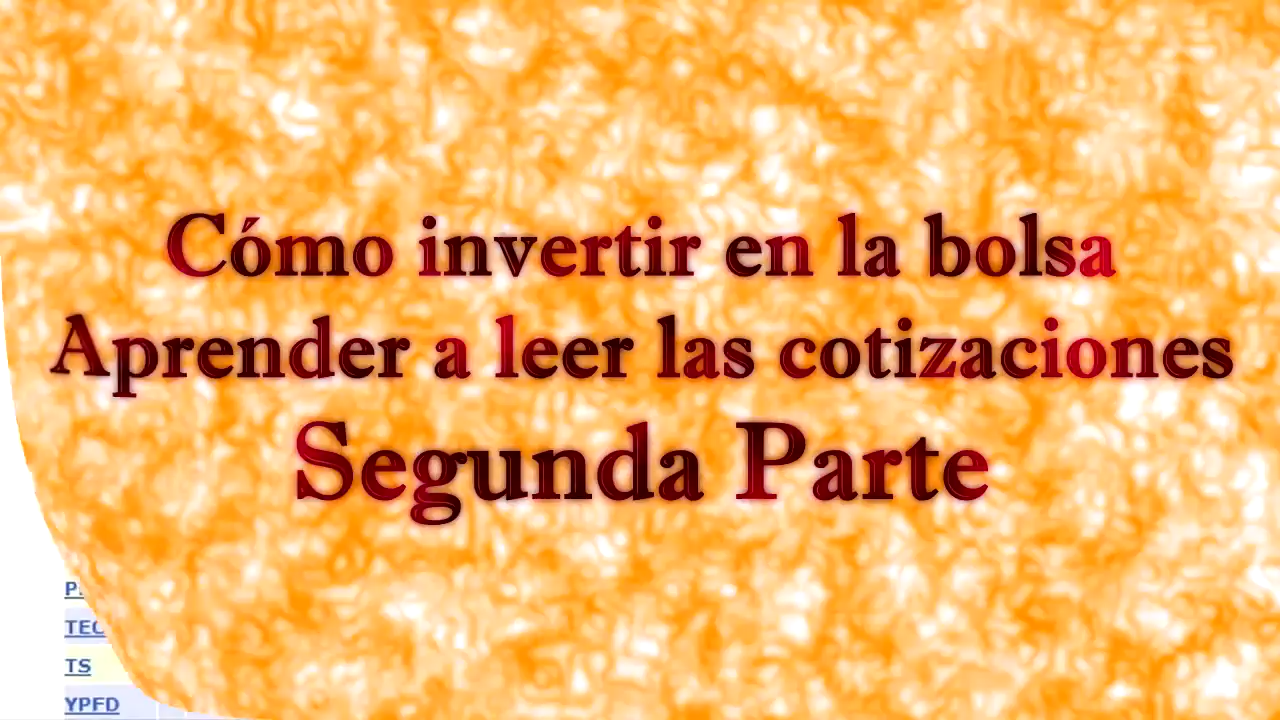 Cómo invertir en la bolsa
Aprender a leer las cotizaciones
Segunda Parte
TS
YPFD